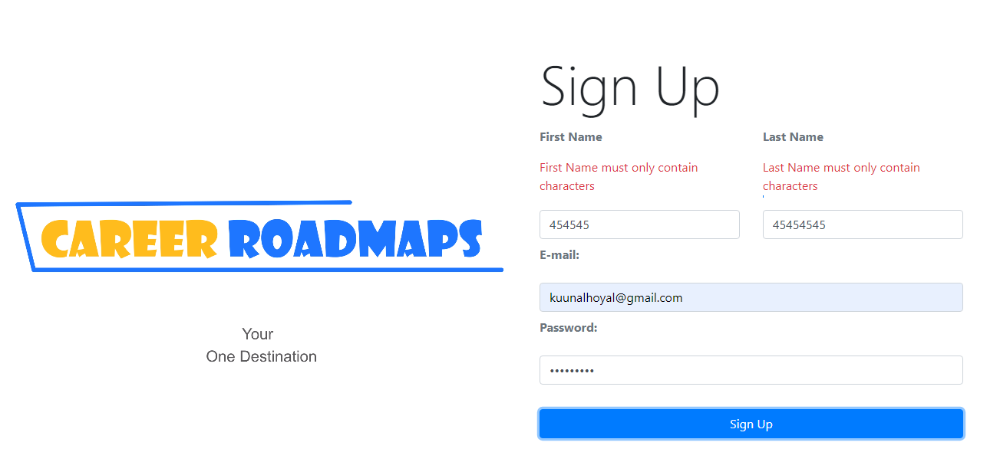 CAREER ROADMAPS
Your
One Destination
Sign Up
First Name
First Name must only contain
characters
454545
Last Name
Last Name must only contain
characters
45454545
E-mail:
kuunalhoyal@gmail.com
Password:
•••••••••
Sign Up